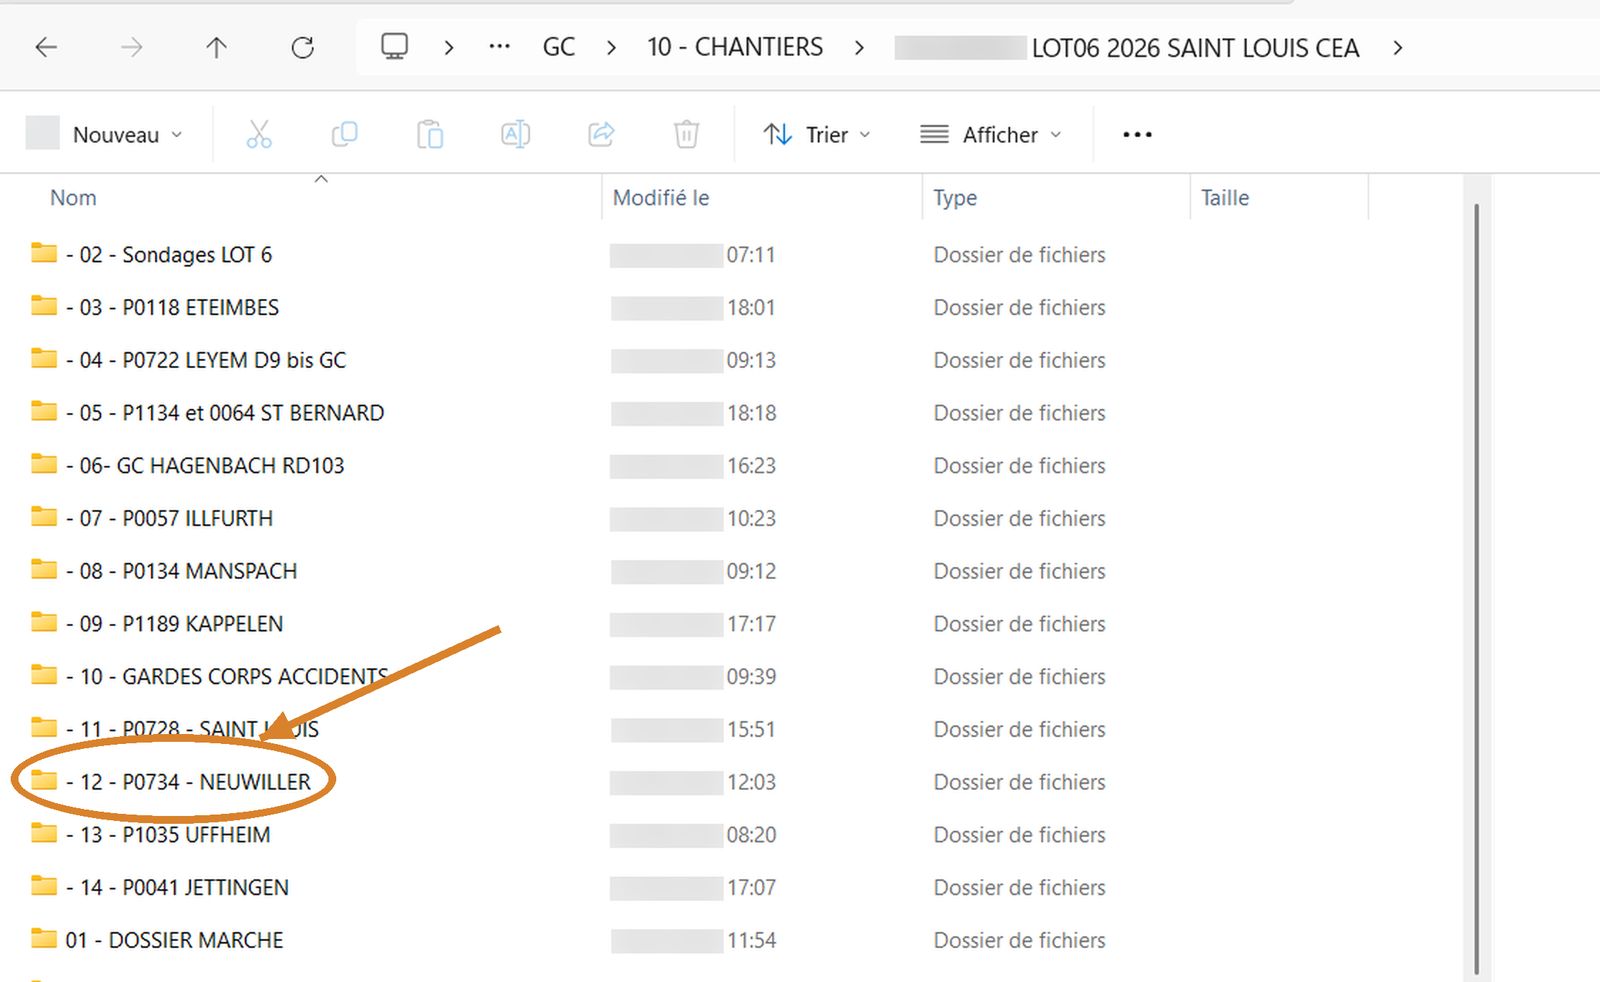 GC > 10 - CHANTIERS > LOT06 2026 SAINT LOUIS CEA >
Nouveau Trier Afficher
Nom Modifié le Type Taille
- 02 - Sondages LOT 6 07:11 Dossier de fichiers
- 03 - P0118 ETEIMBES 18:01 Dossier de fichiers
- 04 - P0722 LEYEM D9 bis GC 09:13 Dossier de fichiers
- 05 - P1134 et 0064 ST BERNARD 18:18 Dossier de fichiers
- 06- GC HAGENBACH RD103 16:23 Dossier de fichiers
- 07 - P0057 ILLFURTH 10:23 Dossier de fichiers
- 08 - P0134 MANSPACH 09:12 Dossier de fichiers
- 09 - P1189 KAPPELEN 17:17 Dossier de fichiers
- 10 - GARDES CORPS ACCIDENTS 09:39 Dossier de fichiers
- 11 - P0728 - SAINT LOUIS 15:51 Dossier de fichiers
- 12 - P0734 - NEUWILLER 12:03 Dossier de fichiers
- 13 - P1035 UFFHEIM 08:20 Dossier de fichiers
- 14 - P0041 JETTINGEN 17:07 Dossier de fichiers
01 - DOSSIER MARCHE 11:54 Dossier de fichiers